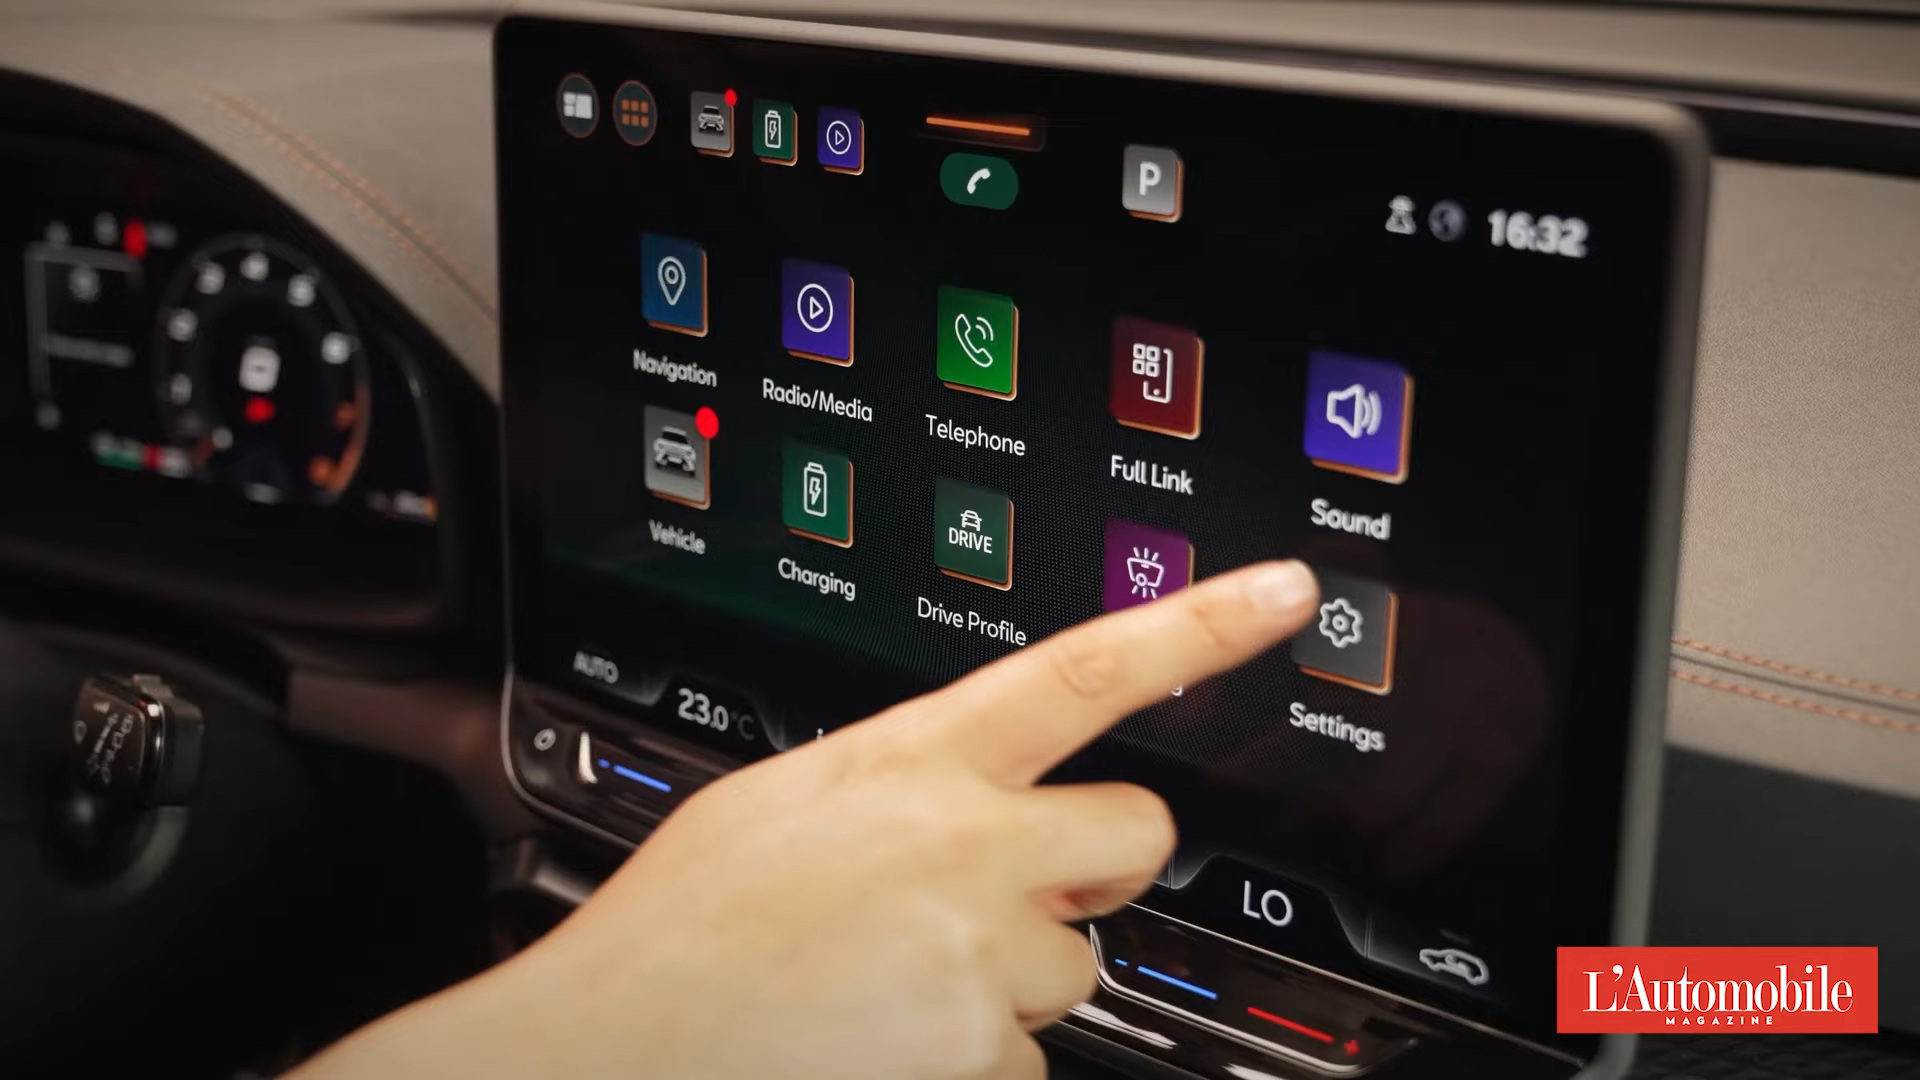 P
16:32
Navigation
Radio/Media
Telephone
Full Link
Sound
Vehicle
Charging
DRIVE
Drive Profile
Settings
AUTO
23.0°C
LO
L'Automobile
MAGAZINE